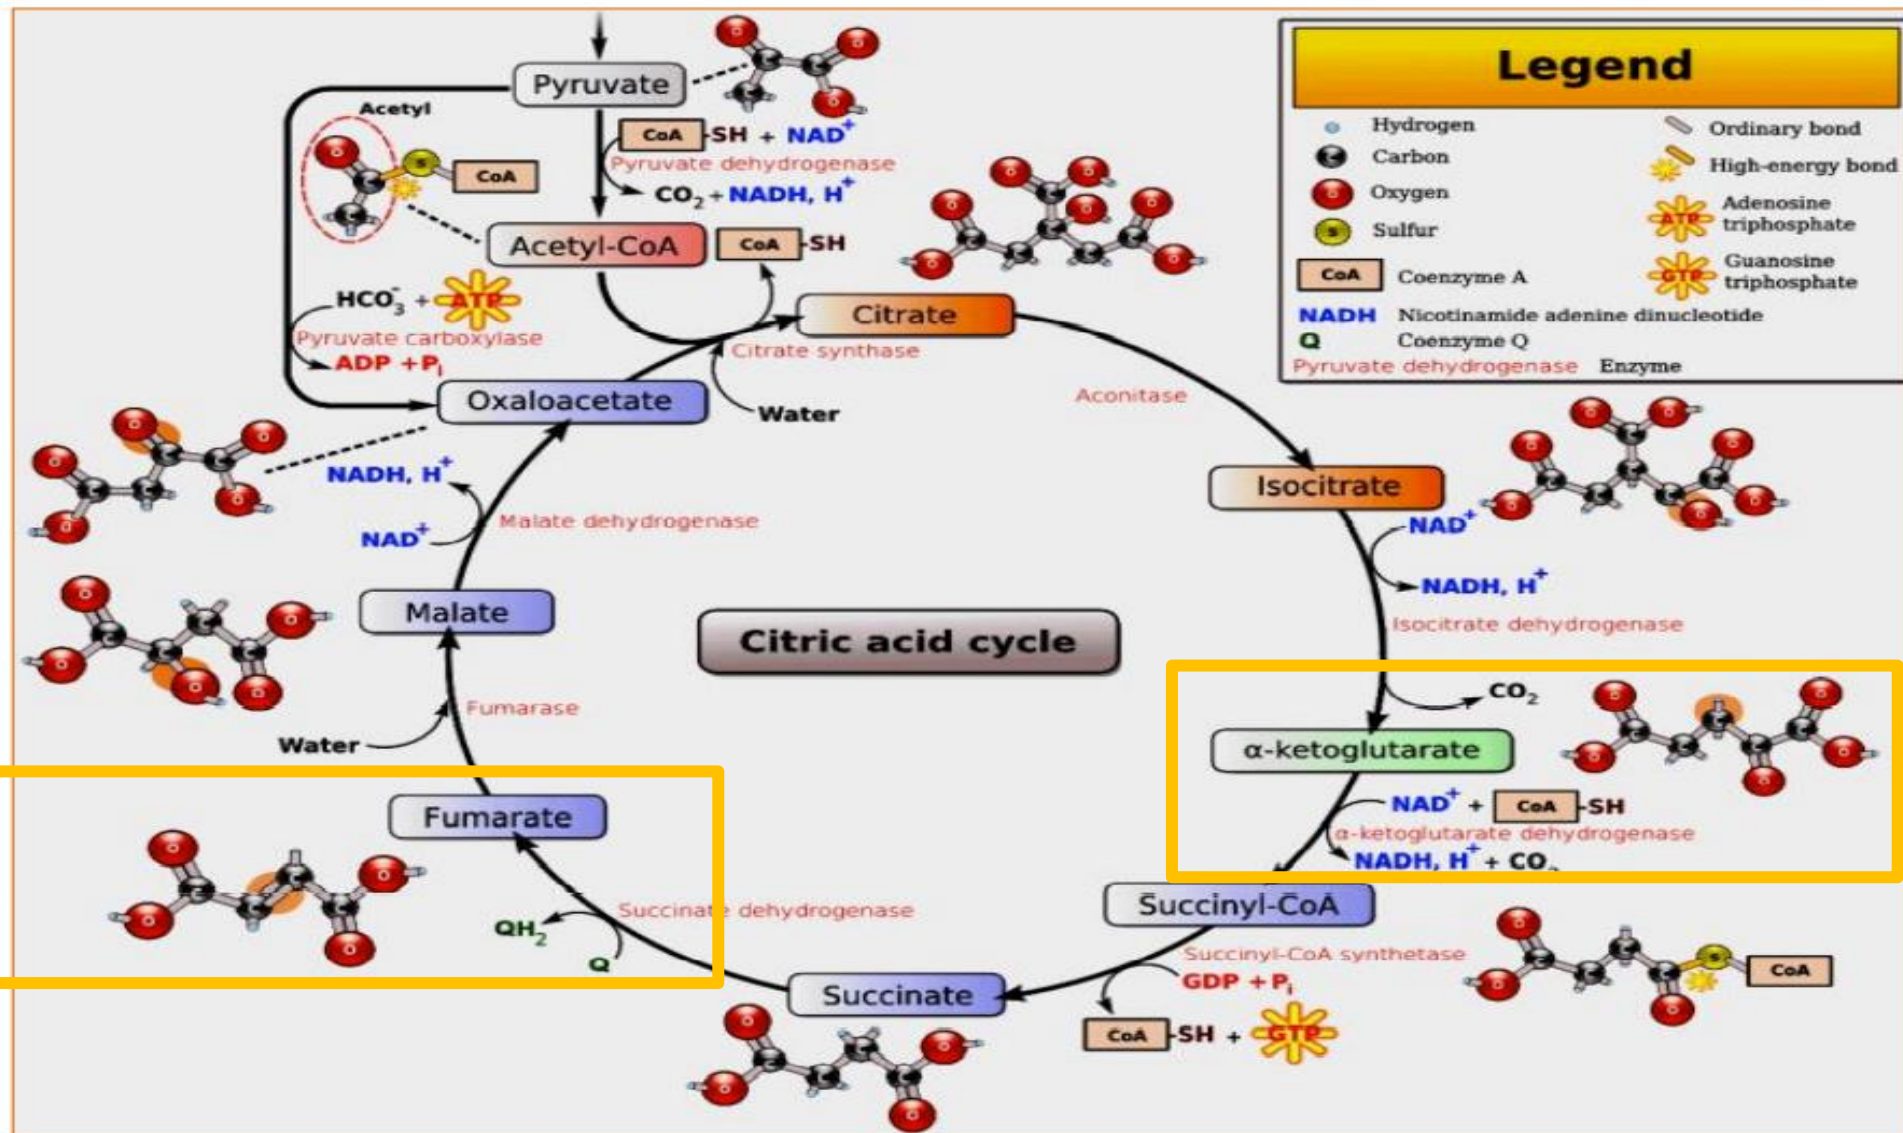 Pyruvate
Acetyl
CoA -SH + NAD+
Pyruvate dehydrogenase
CO2 + NADH, H+
S CoA
Acetyl-CoA
CoA -SH
HCO3- + ATP
Pyruvate carboxylase
ADP + Pi
Citrate
Citrate synthase
Oxaloacetate
Water
Aconitase
Legend
Hydrogen
C Carbon
O Oxygen
S Sulfur
CoA Coenzyme A
NADH Nicotinamide adenine dinucleotide
Q Coenzyme Q
Pyruvate dehydrogenase Enzyme
Ordinary bond
High-energy bond
ATP Adenosine
triphosphate
GTP Guanosine
triphosphate
Isocitrate
NAD+
NADH, H+
Isocitrate dehydrogenase
NADH, H+
Malate dehydrogenase
NAD+
Malate
Citric acid cycle
CO2
α-ketoglutarate
NAD+ + CoA -SH
α-ketoglutarate dehydrogenase
NADH, H+ + CO2
Fumarase
Water
Fumarate
Succinate dehydrogenase
QH2
Q
Succinyl-CoA
Succinyl-CoA synthetase
GDP + Pi
CoA -SH + GTP
S CoA
Succinate